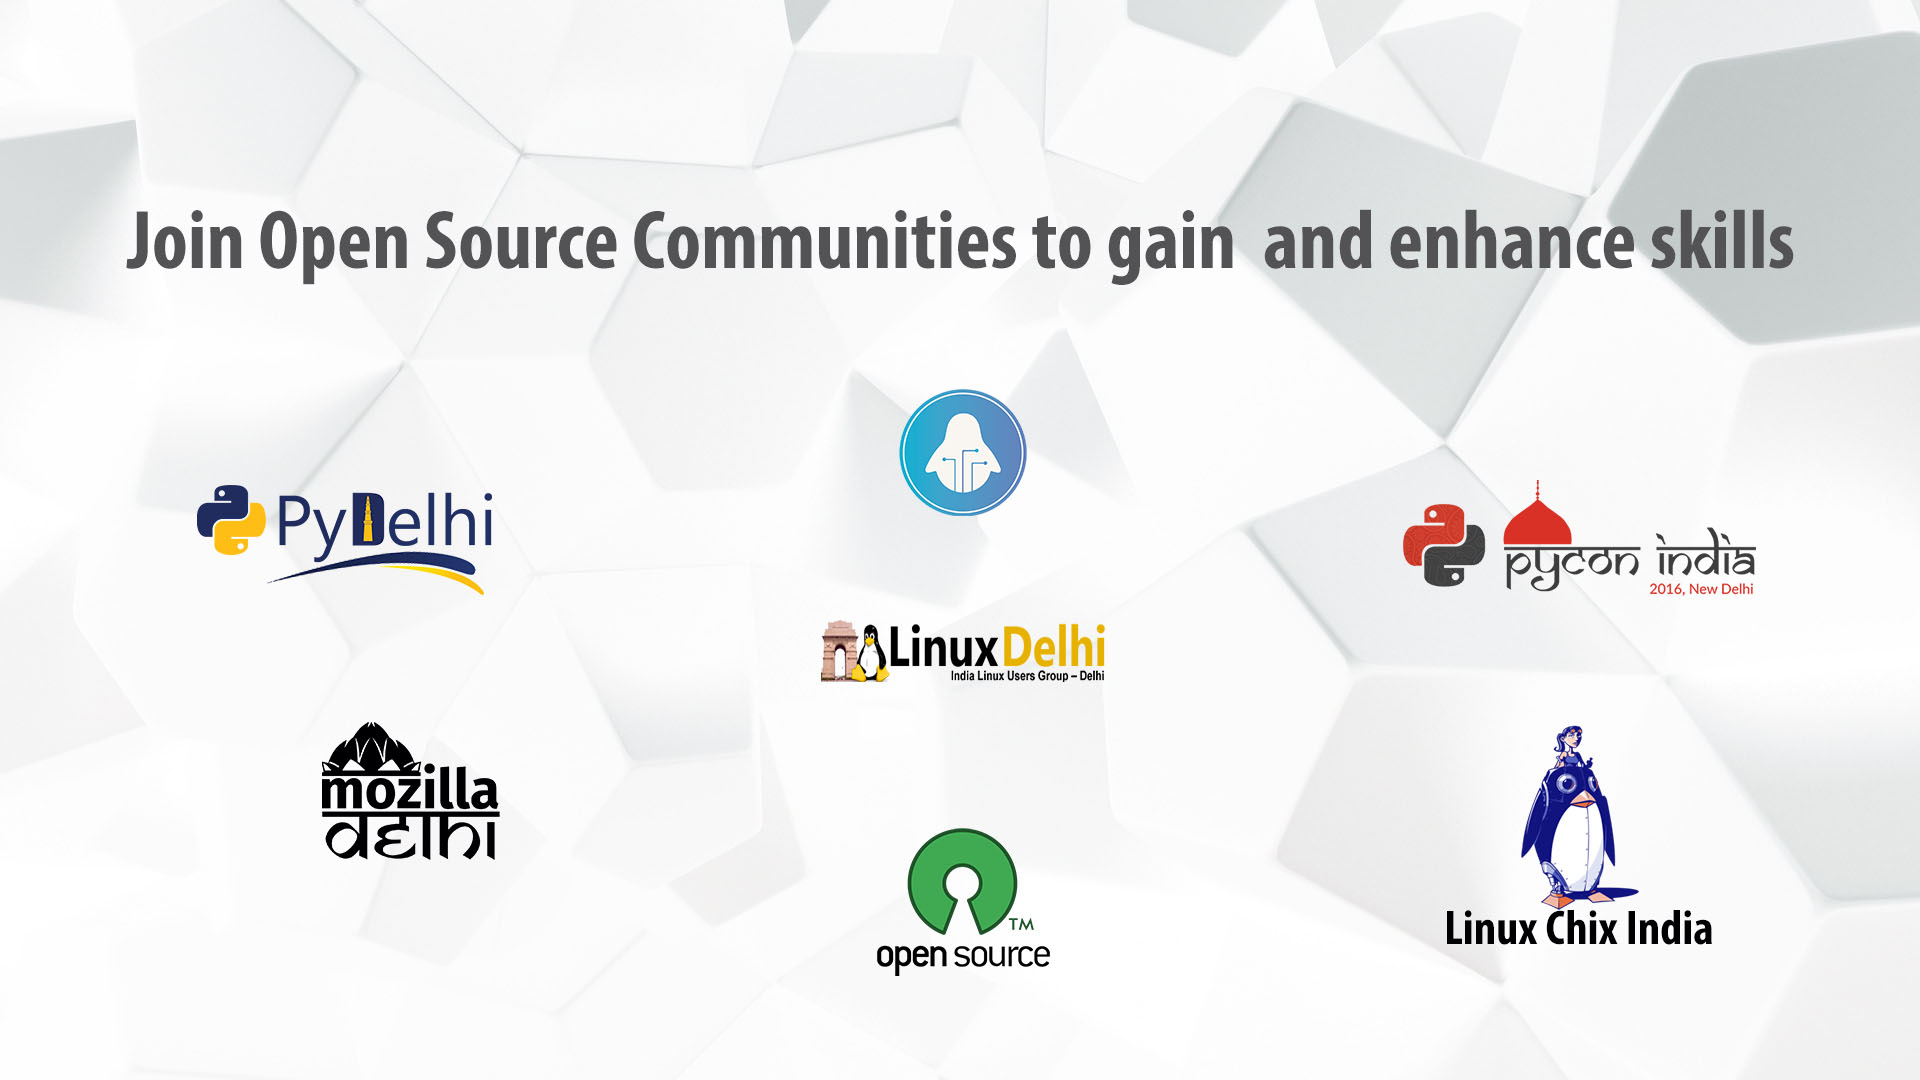 Join Open Source Communities to gain  and enhance skills
PyDelhi
pycon india
2016, New Delhi
LinuxDelhi
India Linux Users Group – Delhi
mozilla
delhi
TM
open source
Linux Chix India